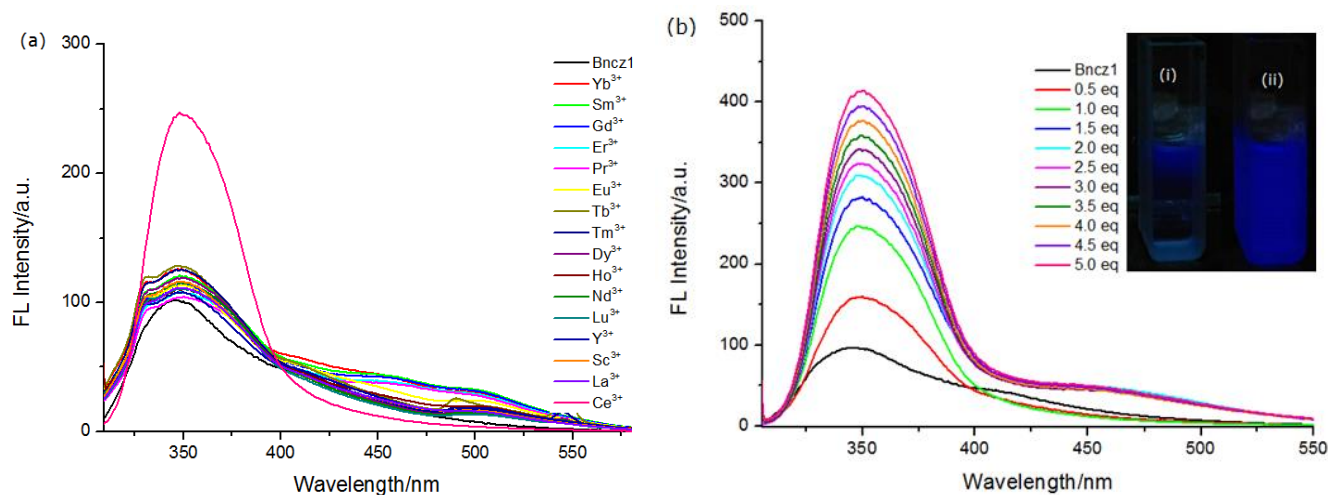 (a)
300
200
100
0
FL Intensity/a.u.
350
400
450
500
550
Wavelength/nm
Bncz1
Yb³⁺
Sm³⁺
Gd³⁺
Er³⁺
Pr³⁺
Eu³⁺
Tb³⁺
Tm³⁺
Dy³⁺
Ho³⁺
Nd³⁺
Lu³⁺
Y³⁺
Sc³⁺
La³⁺
Ce³⁺
(b)
500
400
300
200
100
0
FL Intensity/a.u.
350
400
450
500
550
Wavelength/nm
Bncz1
0.5 eq
1.0 eq
1.5 eq
2.0 eq
2.5 eq
3.0 eq
3.5 eq
4.0 eq
4.5 eq
5.0 eq
(i)
(ii)